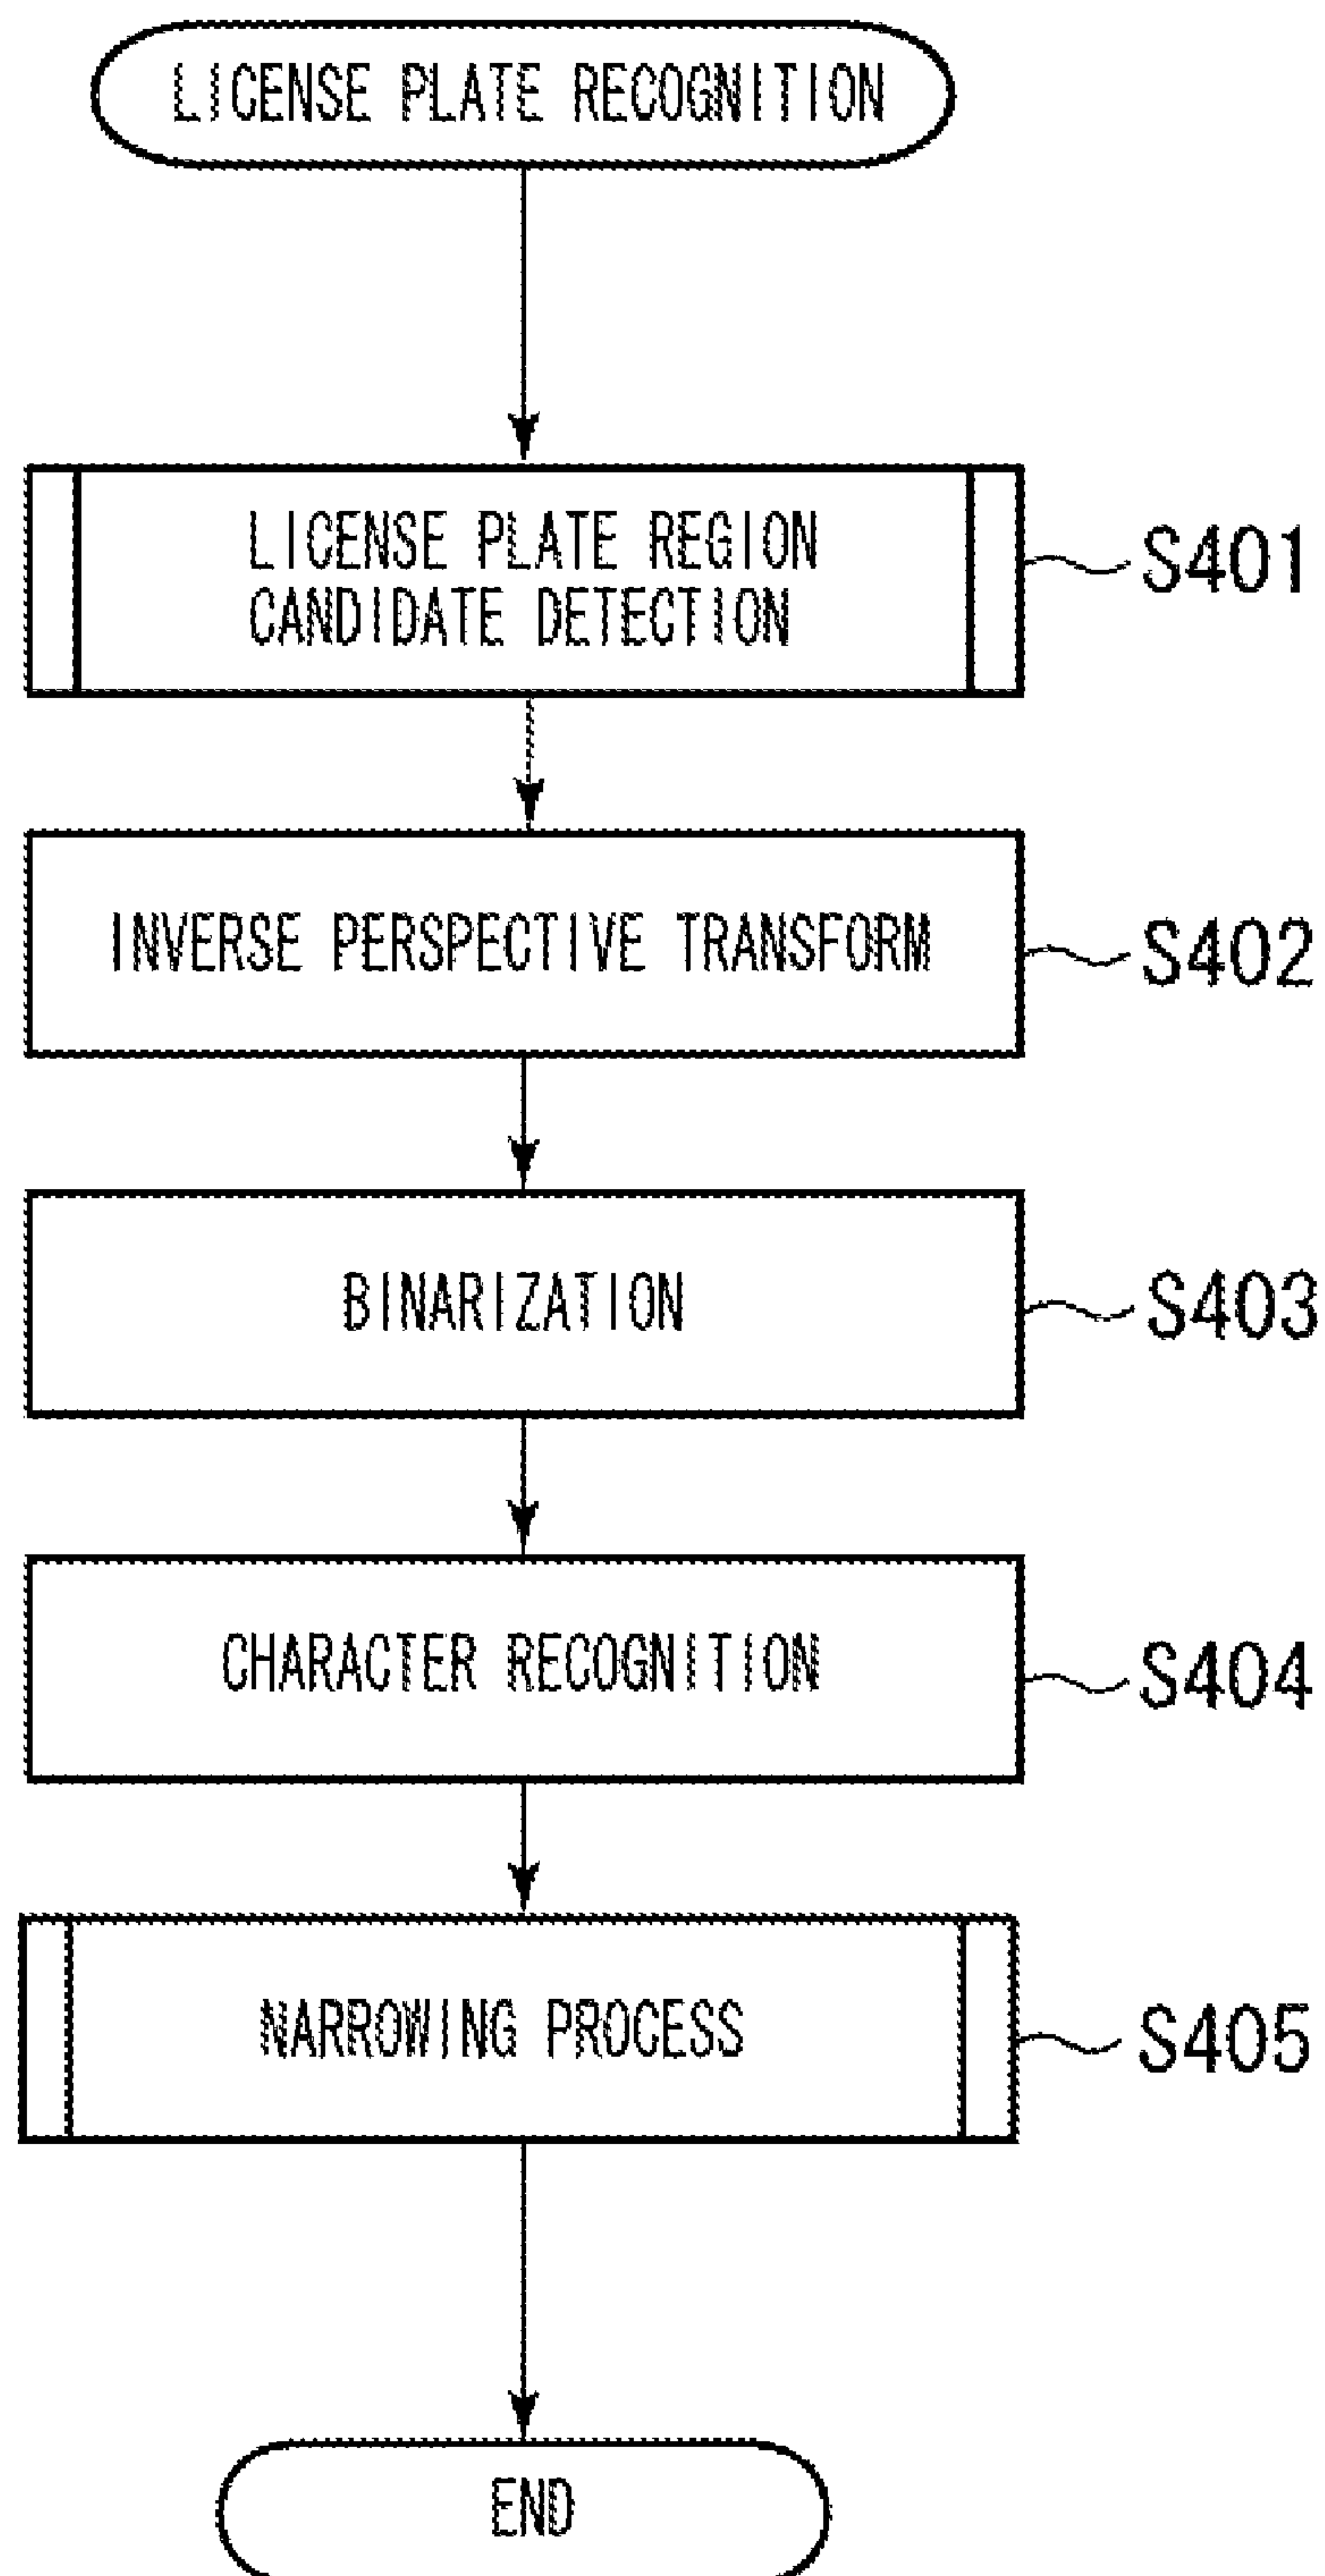 LICENSE PLATE RECOGNITION
LICENSE PLATE REGION
CANDIDATE DETECTION
S401
INVERSE PERSPECTIVE TRANSFORM
S402
BINARIZATION
S403
CHARACTER RECOGNITION
S404
NARROWING PROCESS
S405
END